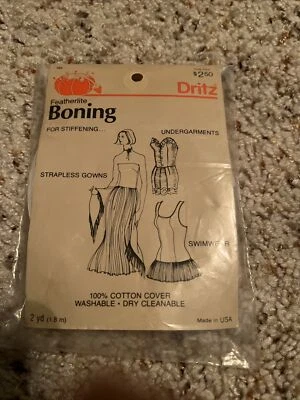 $2.50
Dritz
Featherlite
Boning
FOR STIFFENING...
UNDERGARMENTS
STRAPLESS GOWNS
SWIMWEAR
100% COTTON COVER
WASHABLE • DRY CLEANABLE
2 yd (1.8 m)
Made in USA